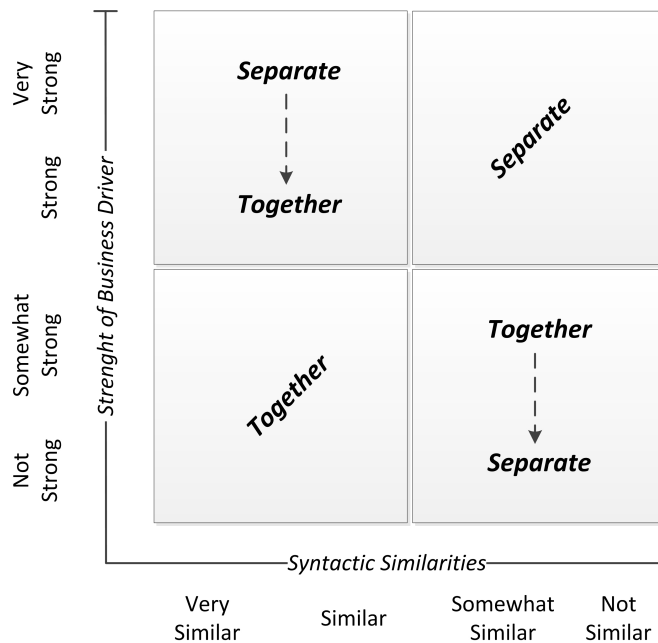 Very
Strong
Strong
Somewhat
Strong
Not
Strong
Strenght of Business Driver
Separate
Together
Separate
Together
Together
Separate
Syntactic Similarities
Very
Similar
Similar
Somewhat
Similar
Not
Similar